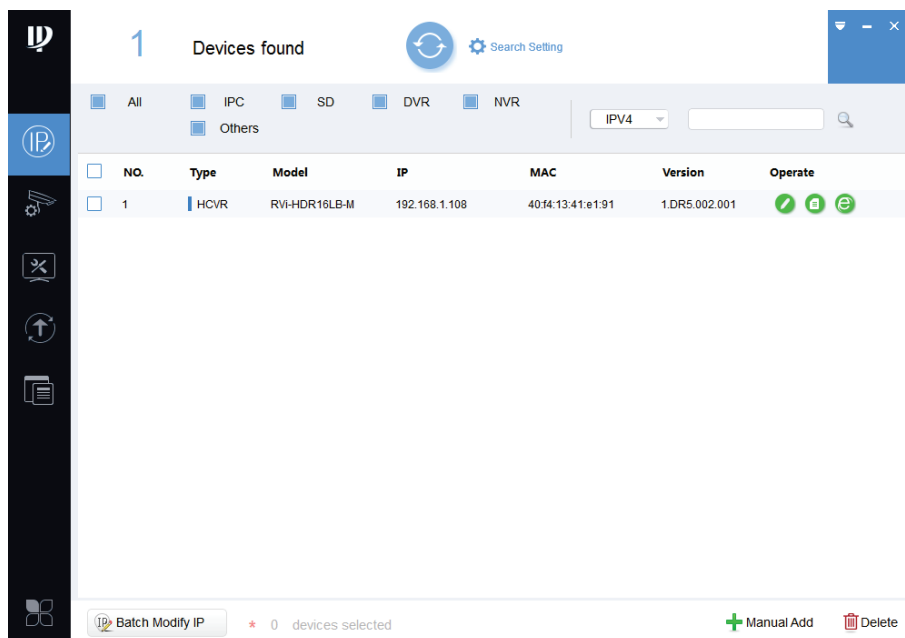 1 Devices found Search Setting
All IPC SD DVR NVR
Others
IPV4
NO. Type Model IP MAC Version Operate
1 HCVR RVi-HDR16LB-M 192.168.1.108 40:f4:13:41:e1:91 1.DR5.002.001
Batch Modify IP * 0 devices selected Manual Add Delete